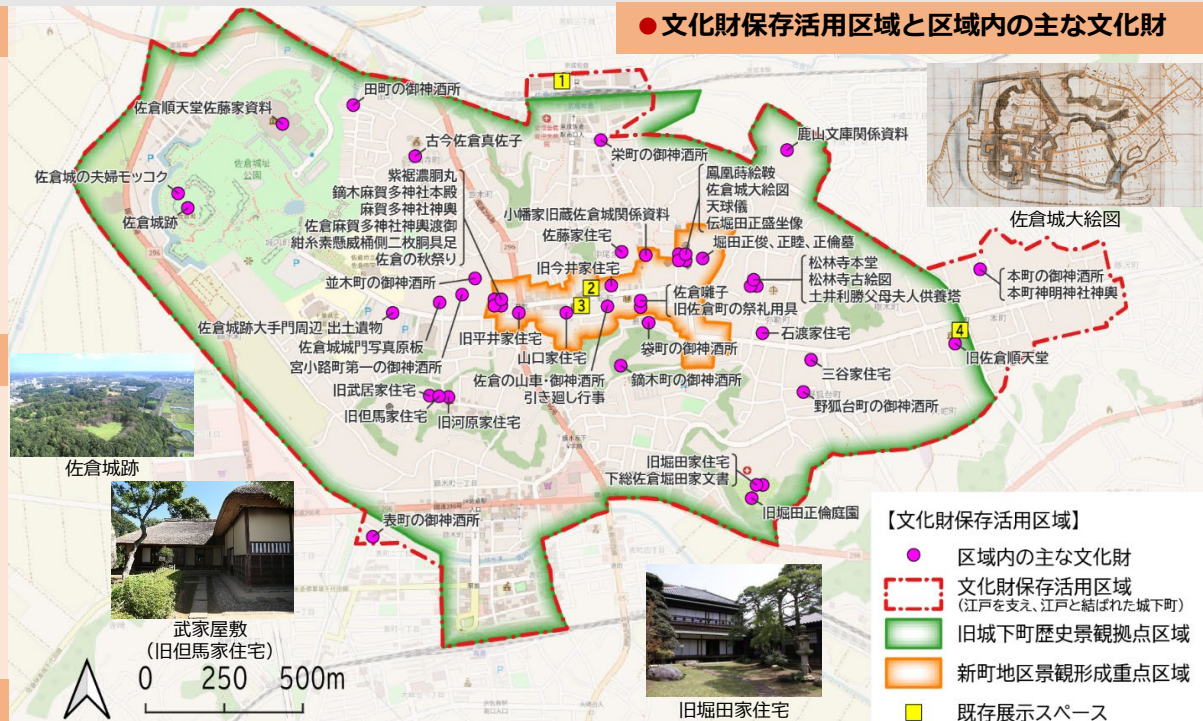 ●文化財保存活用区域と区域内の主な文化財
田町の御神酒所
佐倉順天堂佐藤家資料
1
古今佐倉真佐子
栄町の御神酒所
鹿山文庫関係資料
佐倉城址
公園
佐倉城の夫婦モッコク
佐倉城跡
紫裾濃胴丸
鏑木麻賀多神社本殿
麻賀多神社神輿
佐倉麻賀多神社神輿渡御
紺糸素懸威桶側二枚胴具足
佐倉の秋祭り
鳳凰蒔絵鞍
佐倉城大絵図
天球儀
伝堀田正盛坐像
小幡家旧蔵佐倉城関係資料
佐藤家住宅
堀田正俊、正睦、正倫墓
佐倉城大絵図
旧今井家住宅
松林寺本堂
松林寺古絵図
土井利勝父母夫人供養塔
本町の御神酒所
本町神明神社神輿
並木町の御神酒所
2
3
佐倉囃子
旧佐倉町の祭礼用具
佐倉城跡大手門周辺 出土遺物
佐倉城城門写真原板
宮小路町第一の御神酒所
旧平井家住宅
山口家住宅
袋町の御神酒所
石渡家住宅
4
旧佐倉順天堂
佐倉の山車・御神酒所
引き廻し行事
鏑木町の御神酒所
三谷家住宅
野狐台町の御神酒所
旧武居家住宅
旧但馬家住宅
旧河原家住宅
佐倉城跡
旧堀田家住宅
下総佐倉堀田家文書
旧堀田正倫庭園
表町の御神酒所
296
296
296
武家屋敷
（旧但馬家住宅）
旧堀田家住宅
0 250 500m
【文化財保存活用区域】
区域内の主な文化財
文化財保存活用区域
（江戸を支え、江戸と結ばれた城下町）
旧城下町歴史景観拠点区域
新町地区景観形成重点区域
既存展示スペース